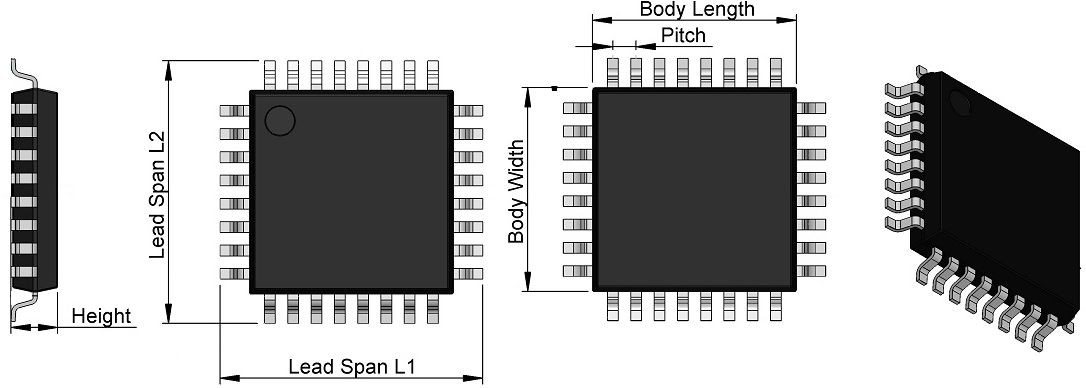 Body Length
Pitch
Lead Span L2
Body Width
Height
Lead Span L1